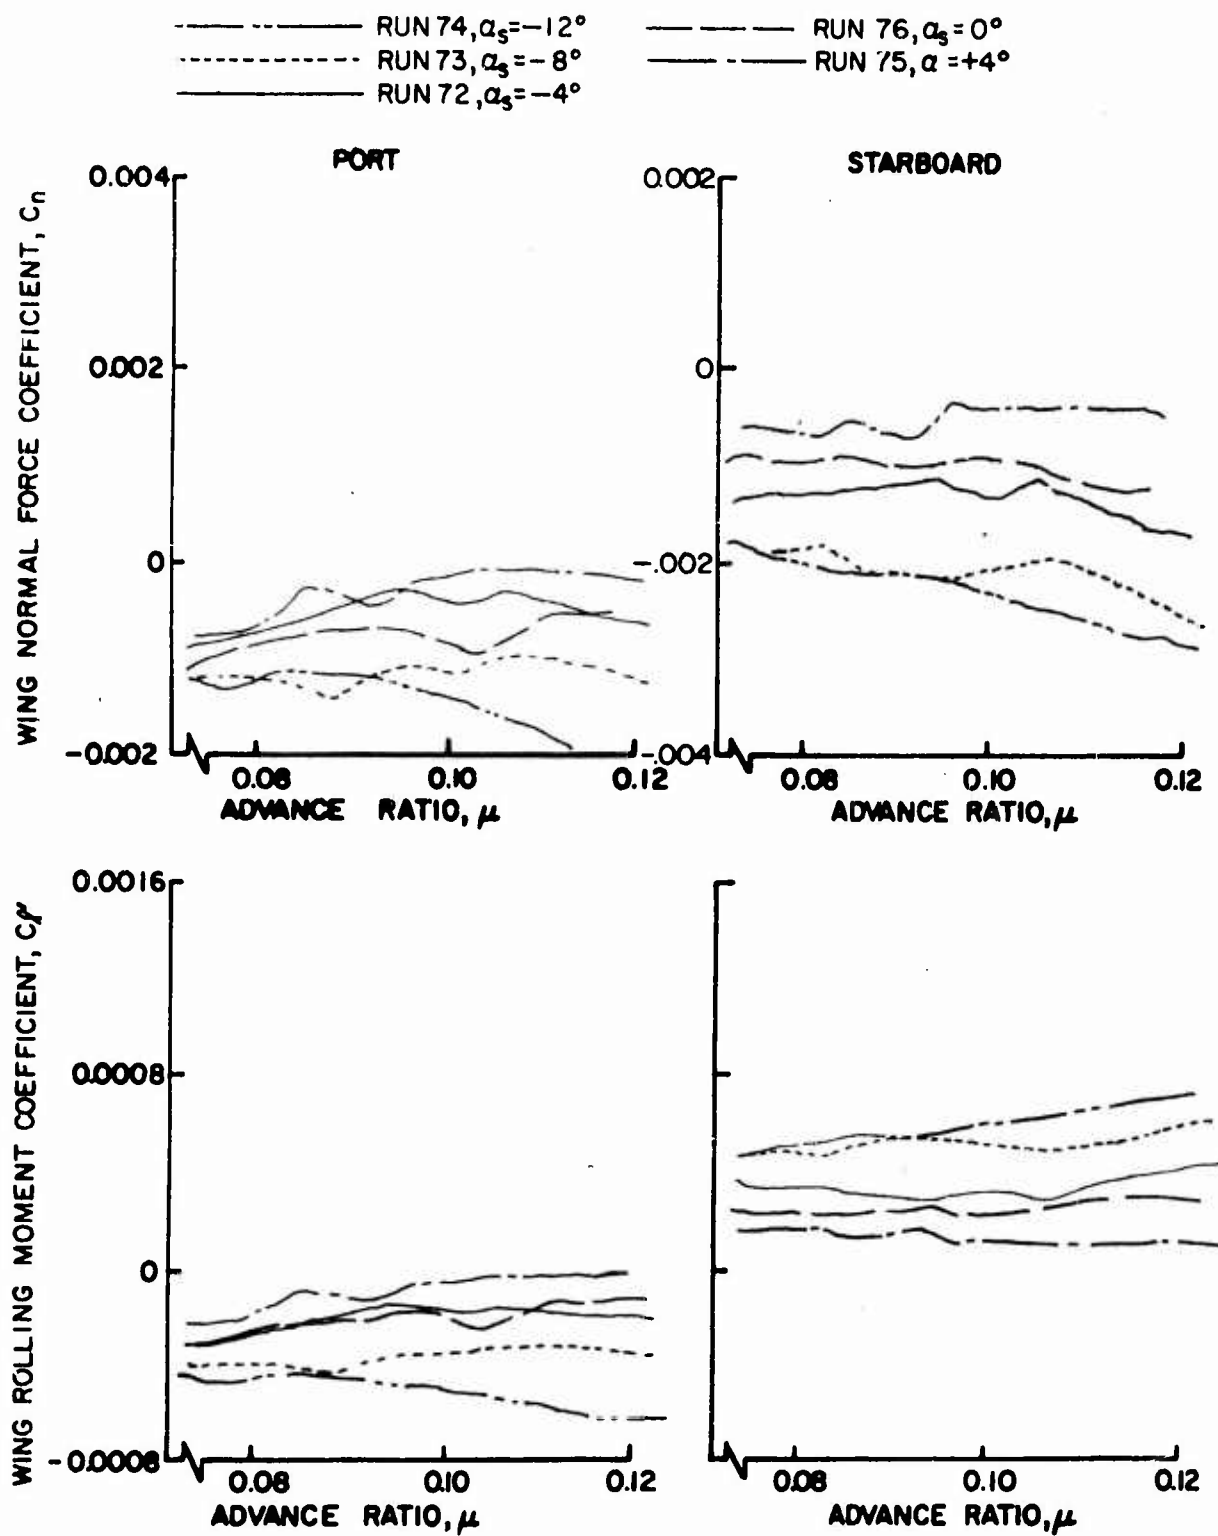 RUN 74, αs=−12°
RUN 73, αs=−8°
RUN 72, αs=−4°
RUN 76, αs=0°
RUN 75, α=+4°
PORT
STARBOARD
WING NORMAL FORCE COEFFICIENT, Cn
0.004
0.002
0
-0.002
0.08 0.10 0.12
ADVANCE RATIO, μ
0.002
0
-.002
-.004
0.08 0.10 0.12
ADVANCE RATIO, μ
WING ROLLING MOMENT COEFFICIENT, Cℓ
0.0016
0.0008
0
-0.0008
0.08 0.10 0.12
ADVANCE RATIO, μ
0.08 0.10 0.12
ADVANCE RATIO, μ